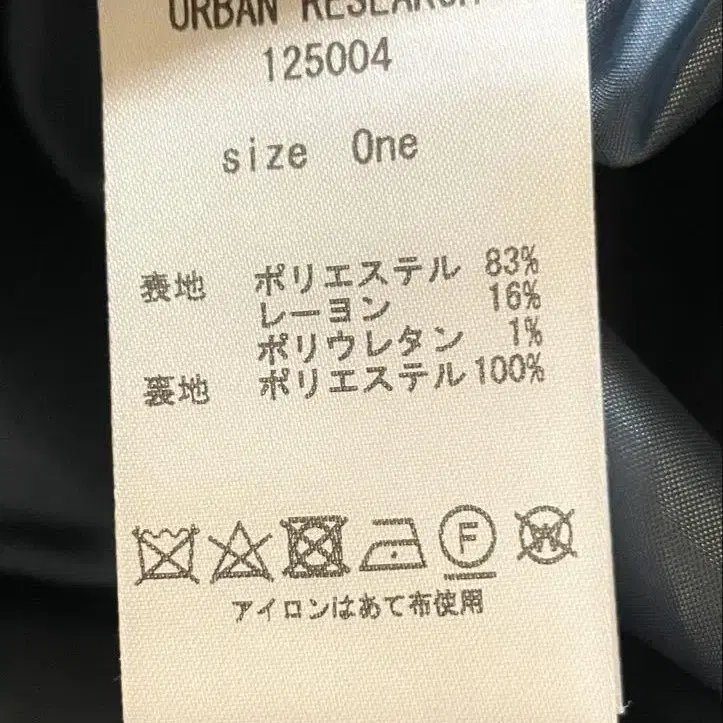 URBAN RESEARCH
125004
size One
表地 ポリエステル 83%
レーヨン 16%
ポリウレタン 1%
裏地 ポリエステル 100%
F W
アイロンはあて布使用